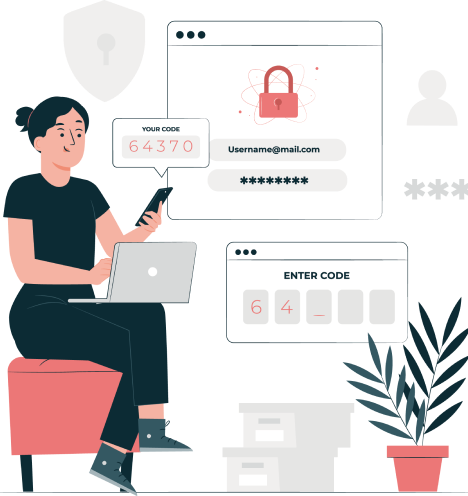 YOUR CODE
64370
Username@mail.com
********
***
ENTER CODE
6 4 _